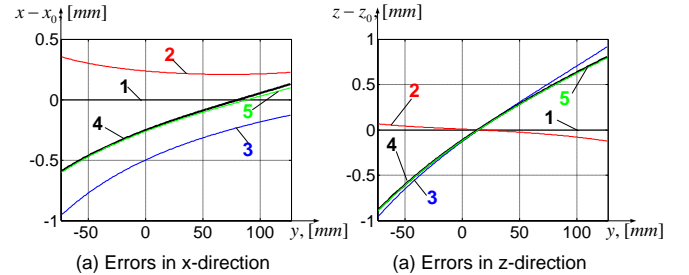 x – x₀, [mm]
0.5
0
-0.5
-1
-50 0 50 100
y, [mm]
2
1
4
5
3
(a) Errors in x-direction
z – z₀, [mm]
1
0.5
0
-0.5
-1
-50 0 50 100
y, [mm]
2
5
1
4
3
(a) Errors in z-direction